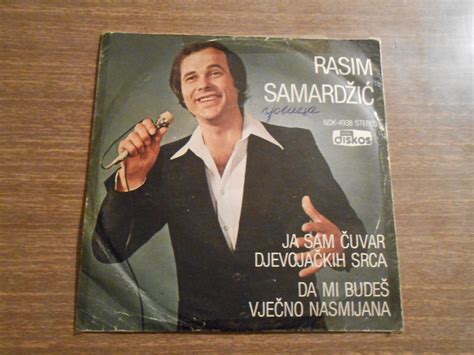 RASIM
SAMARDŽIĆ
NDK-4938 STEREO
diskos
JA SAM ČUVAR
DJEVOJAČKIH SRCA
DA MI BUDEŠ
VJEČNO NASMIJANA